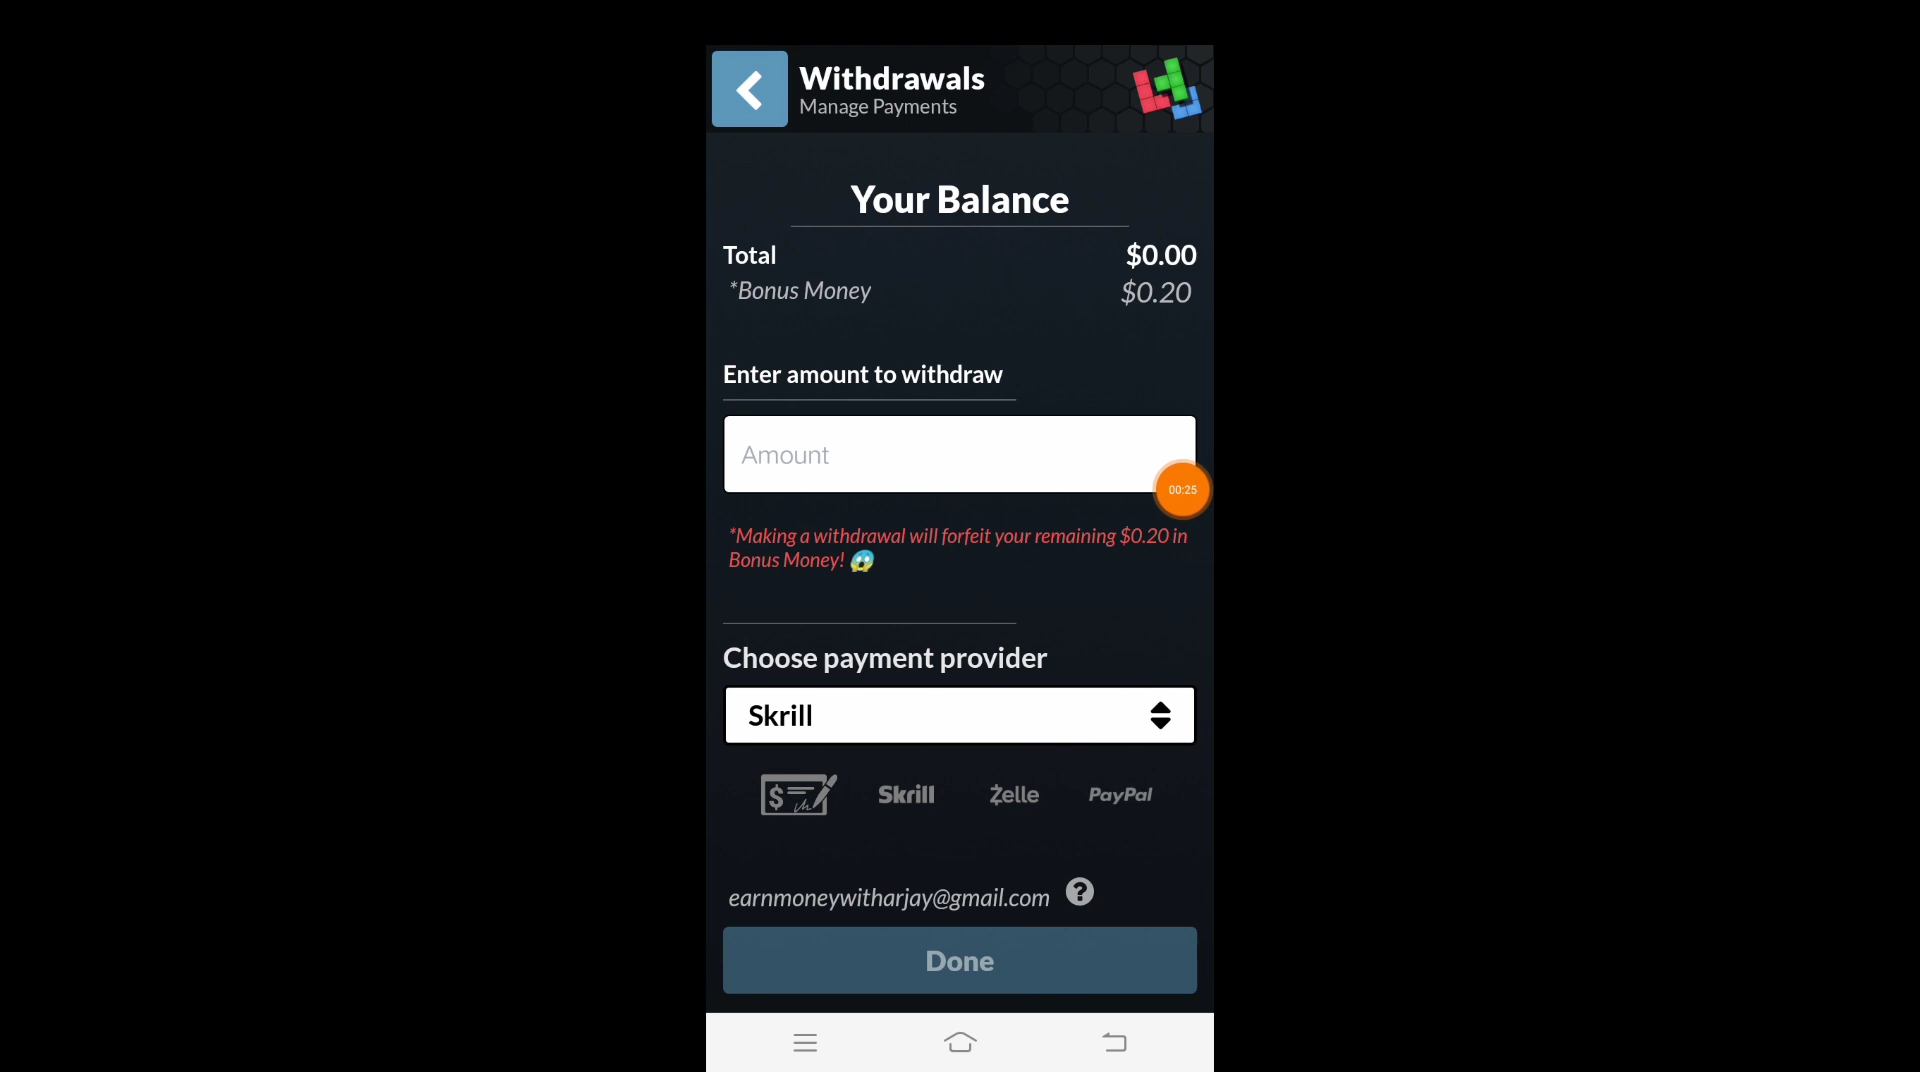 Withdrawals
Manage Payments
Your Balance
Total $0.00
*Bonus Money $0.20
Enter amount to withdraw
Amount
00:25
*Making a withdrawal will forfeit your remaining $0.20 in
Bonus Money! 😱
Choose payment provider
Skrill
$ Skrill Zelle PayPal
earnmoneywitharjay@gmail.com ?
Done